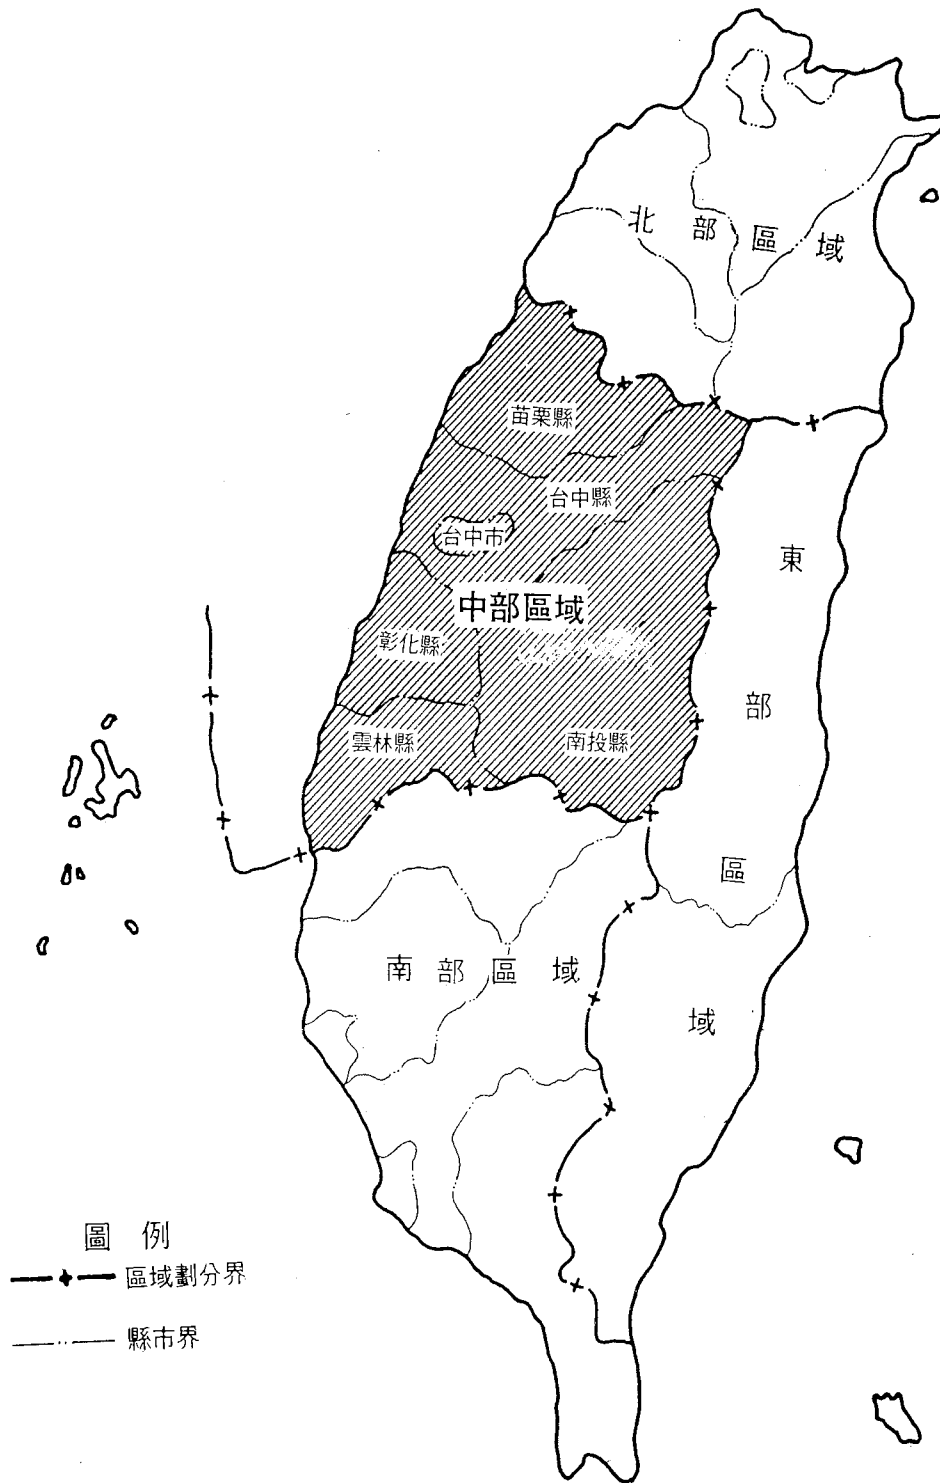 北部區域
苗栗縣
台中縣
台中市
中部區域
彰化縣
雲林縣
南投縣
東部區域
南部區域
圖例
區域劃分界
縣市界